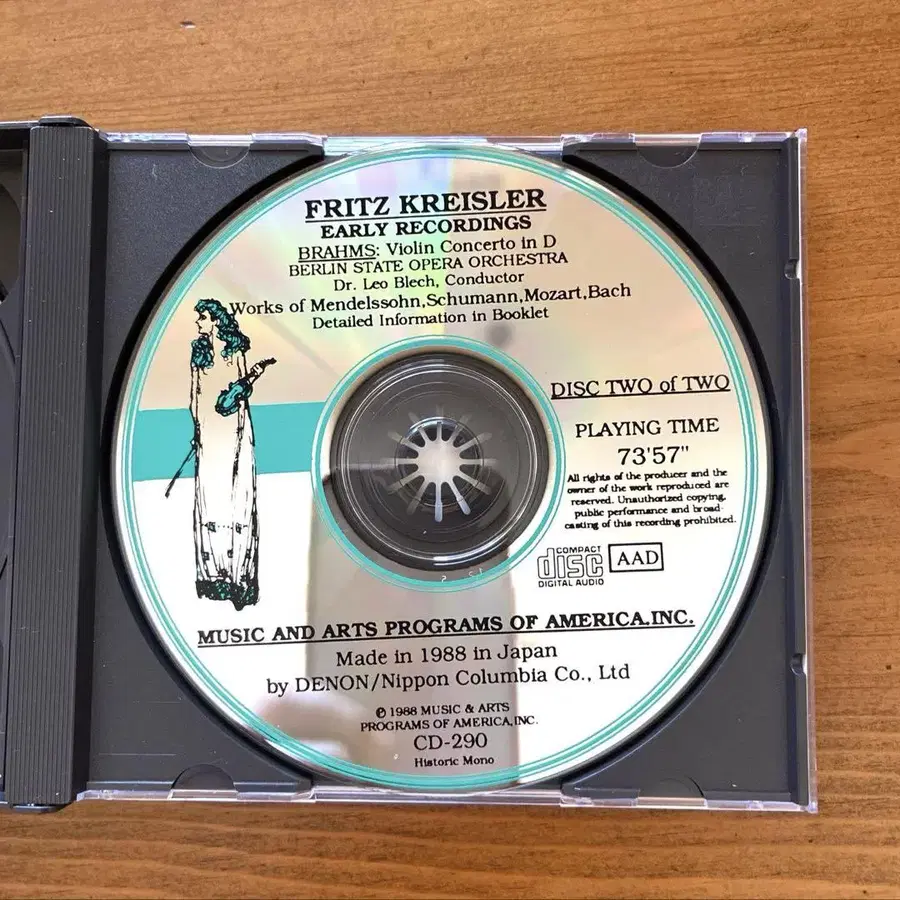 FRITZ KREISLER
EARLY RECORDINGS
BRAHMS: Violin Concerto in D
BERLIN STATE OPERA ORCHESTRA
Dr. Leo Blech, Conductor
Works of Mendelssohn,Schumann,Mozart,Bach
Detailed Information in Booklet
DISC TWO of TWO
PLAYING TIME
73'57"
All rights of the producer and the
owner of the work reproduced are
reserved. Unauthorized copying,
public performance and broad-
casting of this recording prohibited.
COMPACT
disc
DIGITAL AUDIO
AAD
MUSIC AND ARTS PROGRAMS OF AMERICA,INC.
Made in 1988 in Japan
by DENON/Nippon Columbia Co., Ltd
℗ 1988 MUSIC & ARTS
PROGRAMS OF AMERICA,INC.
CD-290
Historic Mono